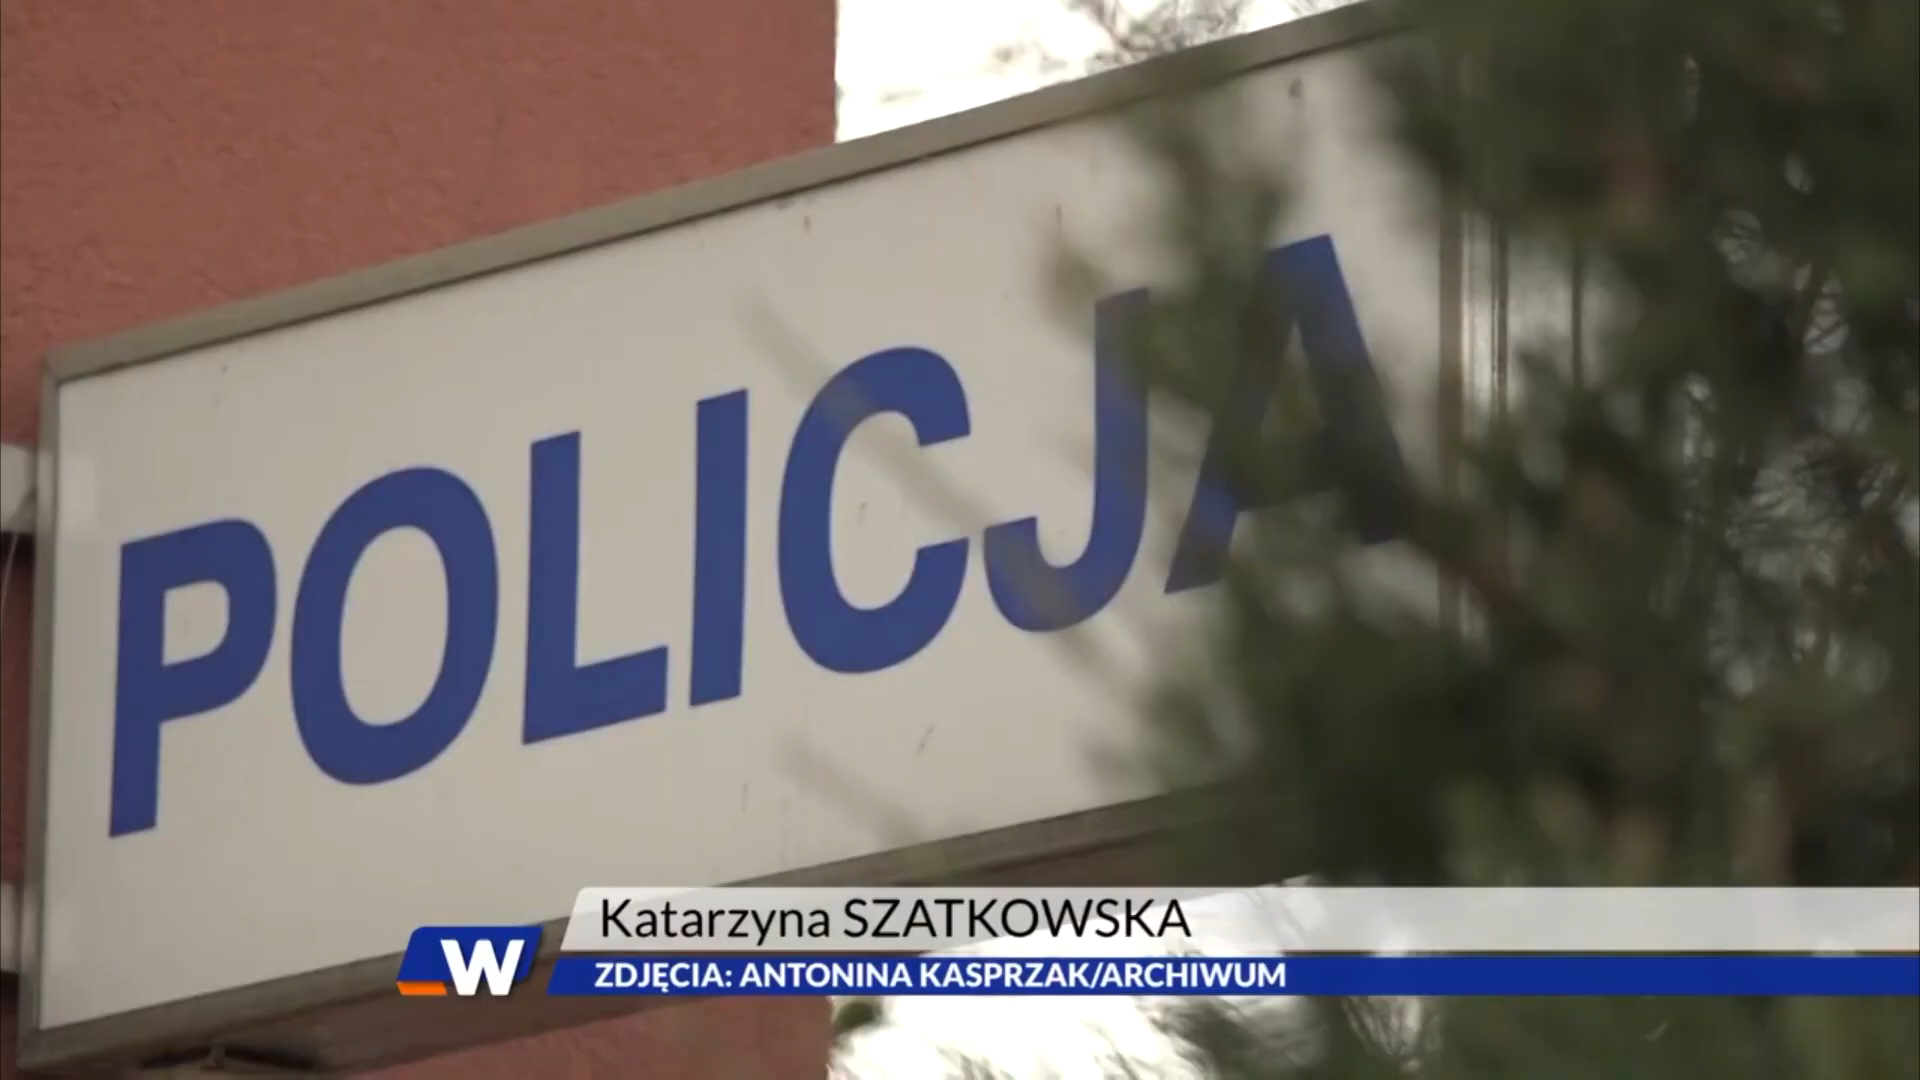 POLICJA
Katarzyna SZATKOWSKA
W
ZDJĘCIA: ANTONINA KASPRZAK/ARCHIWUM